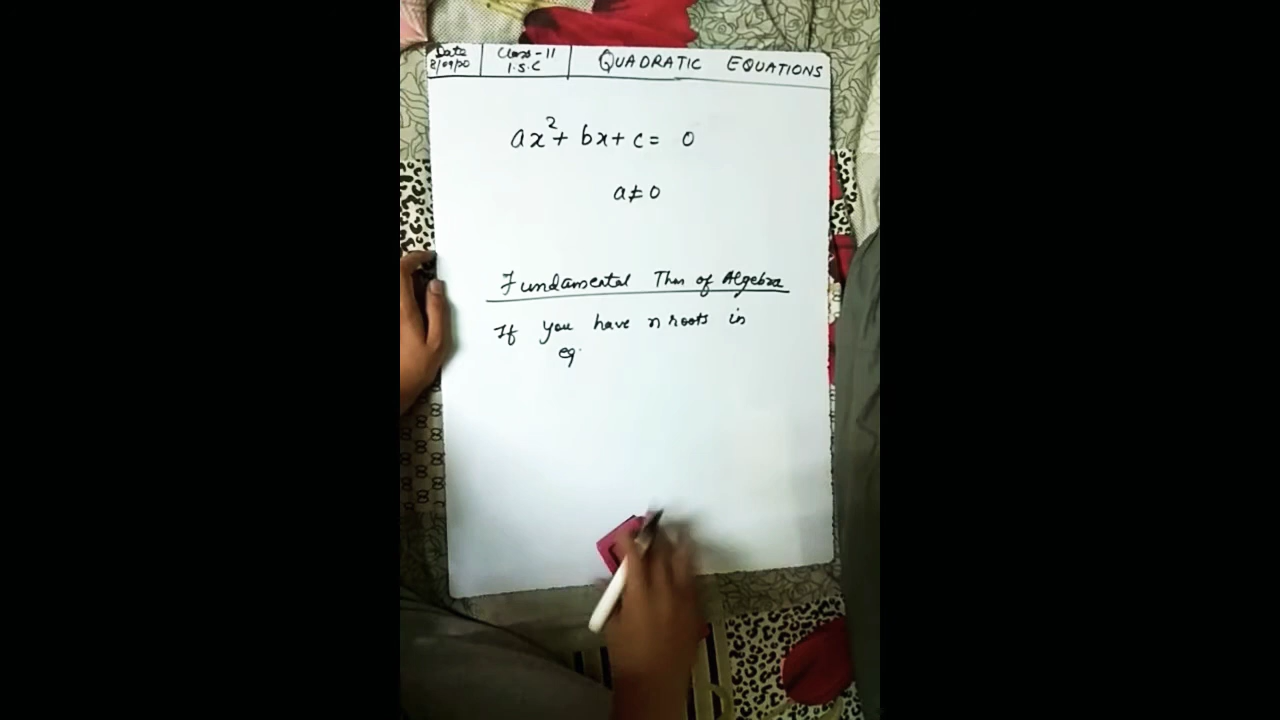 Date
8/09/20
Class-11
I.S.C
QUADRATIC EQUATIONS
ax²+ bx+ c= 0
a≠0
Fundamental Thm of Algebra
If you have n roots in
eq.